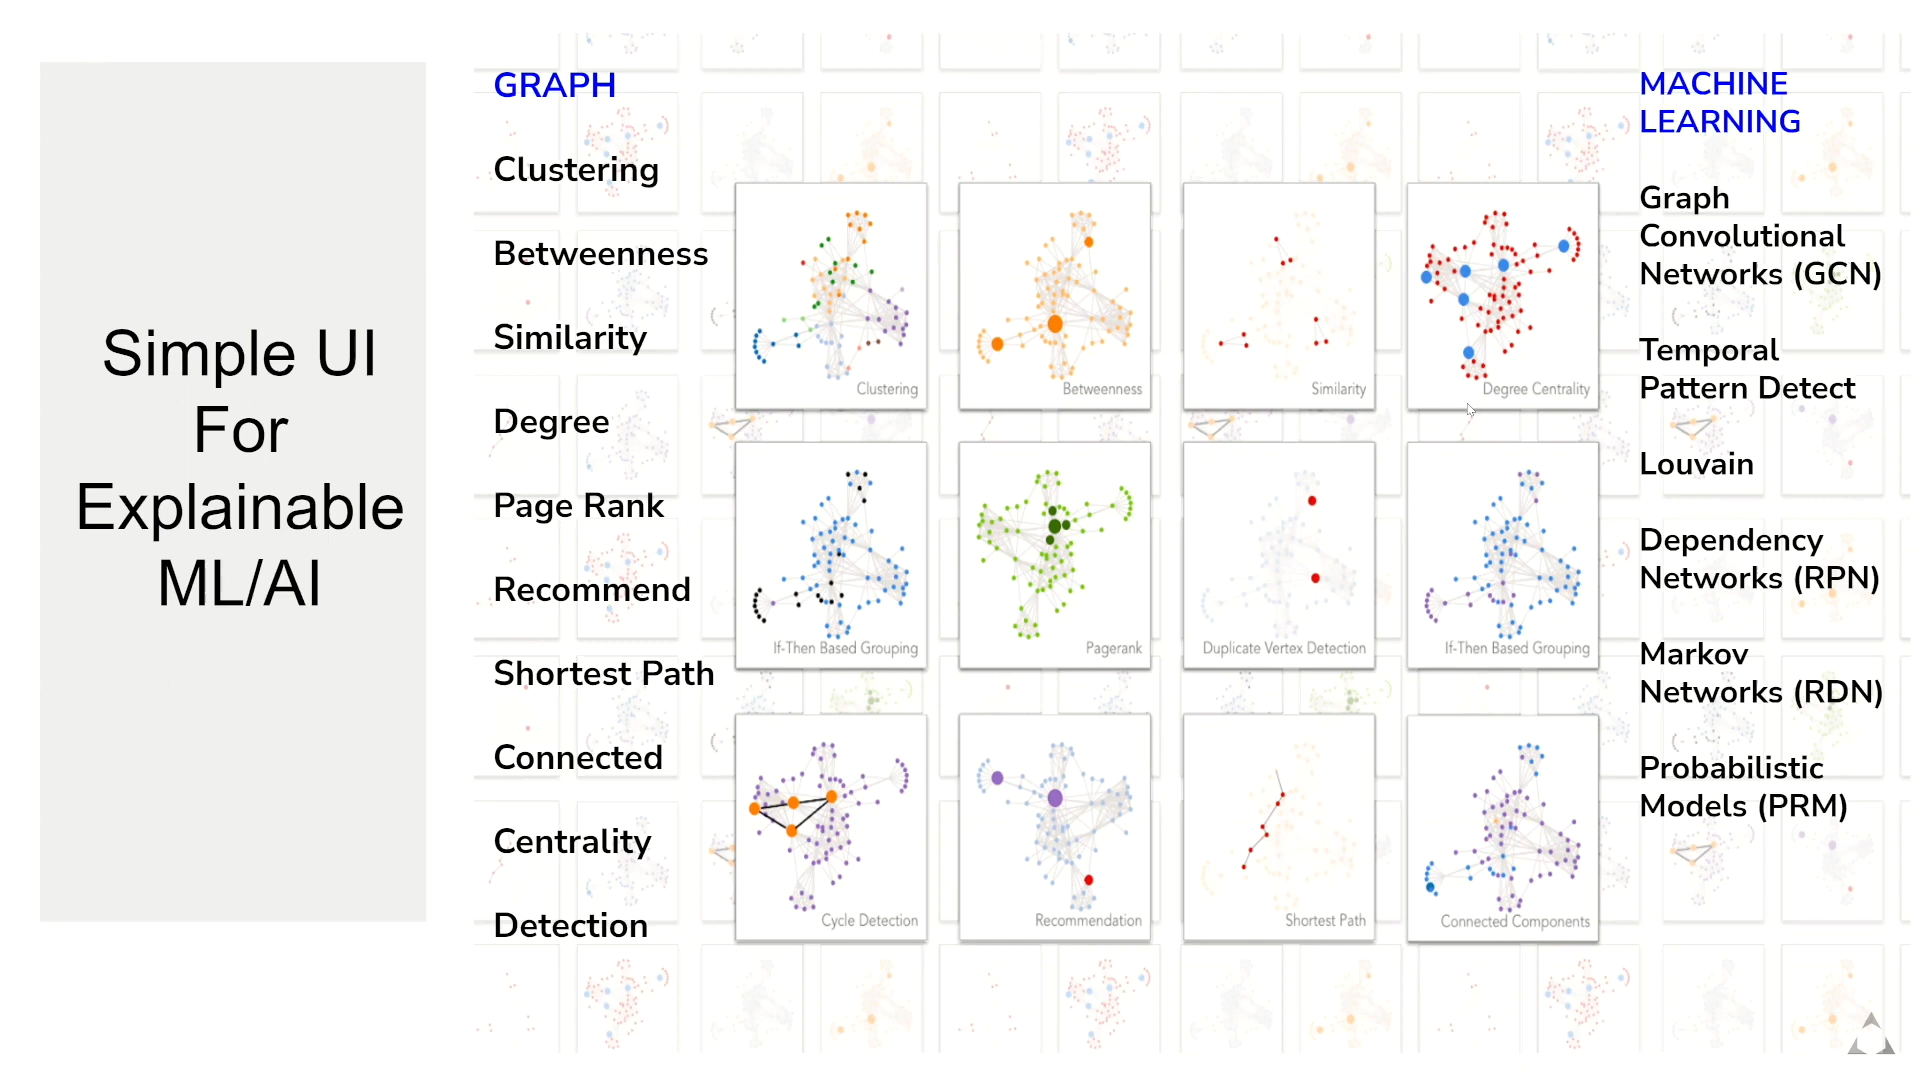 Simple UI
For
Explainable
ML/AI
GRAPH
Clustering
Betweenness
Similarity
Degree
Page Rank
Recommend
Shortest Path
Connected
Centrality
Detection
Clustering
Betweenness
Similarity
Degree Centrality
If-Then Based Grouping
Pagerank
Duplicate Vertex Detection
If-Then Based Grouping
Cycle Detection
Recommendation
Shortest Path
Connected Components
MACHINE
LEARNING
Graph
Convolutional
Networks (GCN)
Temporal
Pattern Detect
Louvain
Dependency
Networks (RPN)
Markov
Networks (RDN)
Probabilistic
Models (PRM)